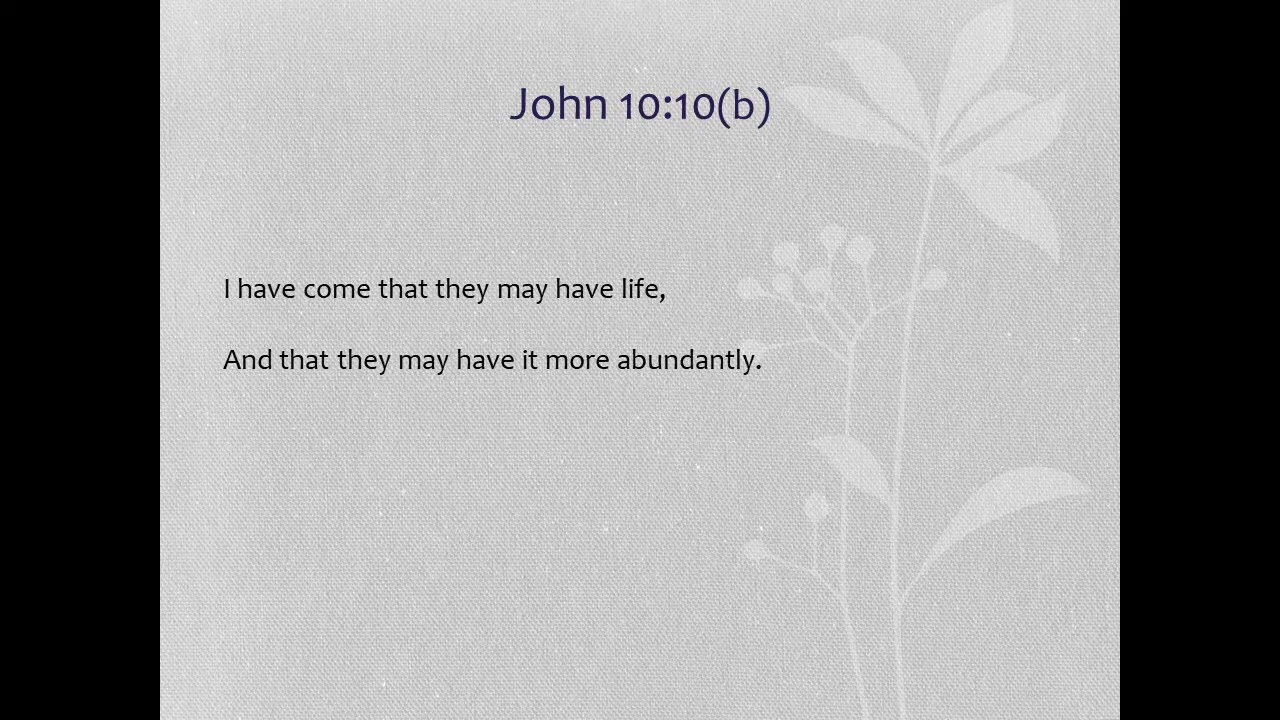 John 10:10(b)
I have come that they may have life,
And that they may have it more abundantly.